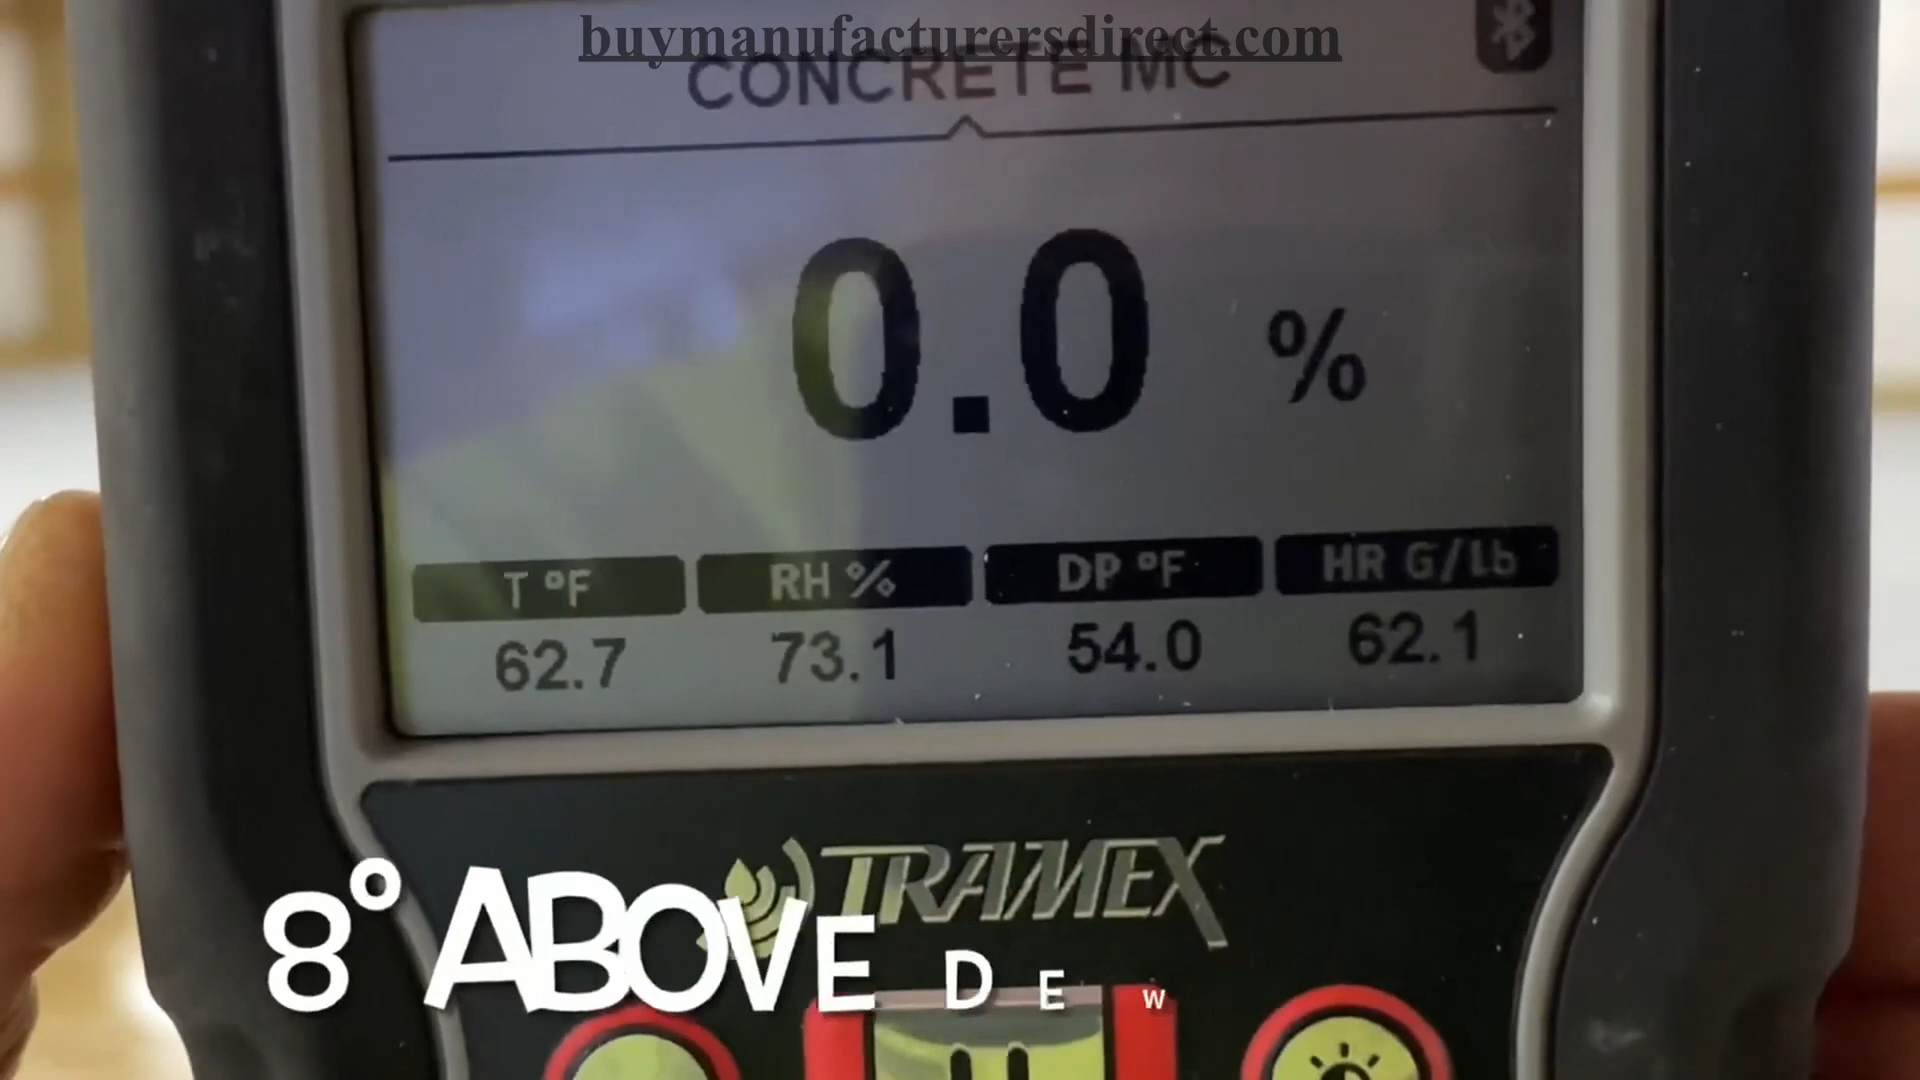 buymanufacturersdirect.com
CONCRETE MC
0.0 %
T °F RH % DP °F HR G/Lb
62.7 73.1 54.0 62.1
TRAMEX
8° ABOVE DEW